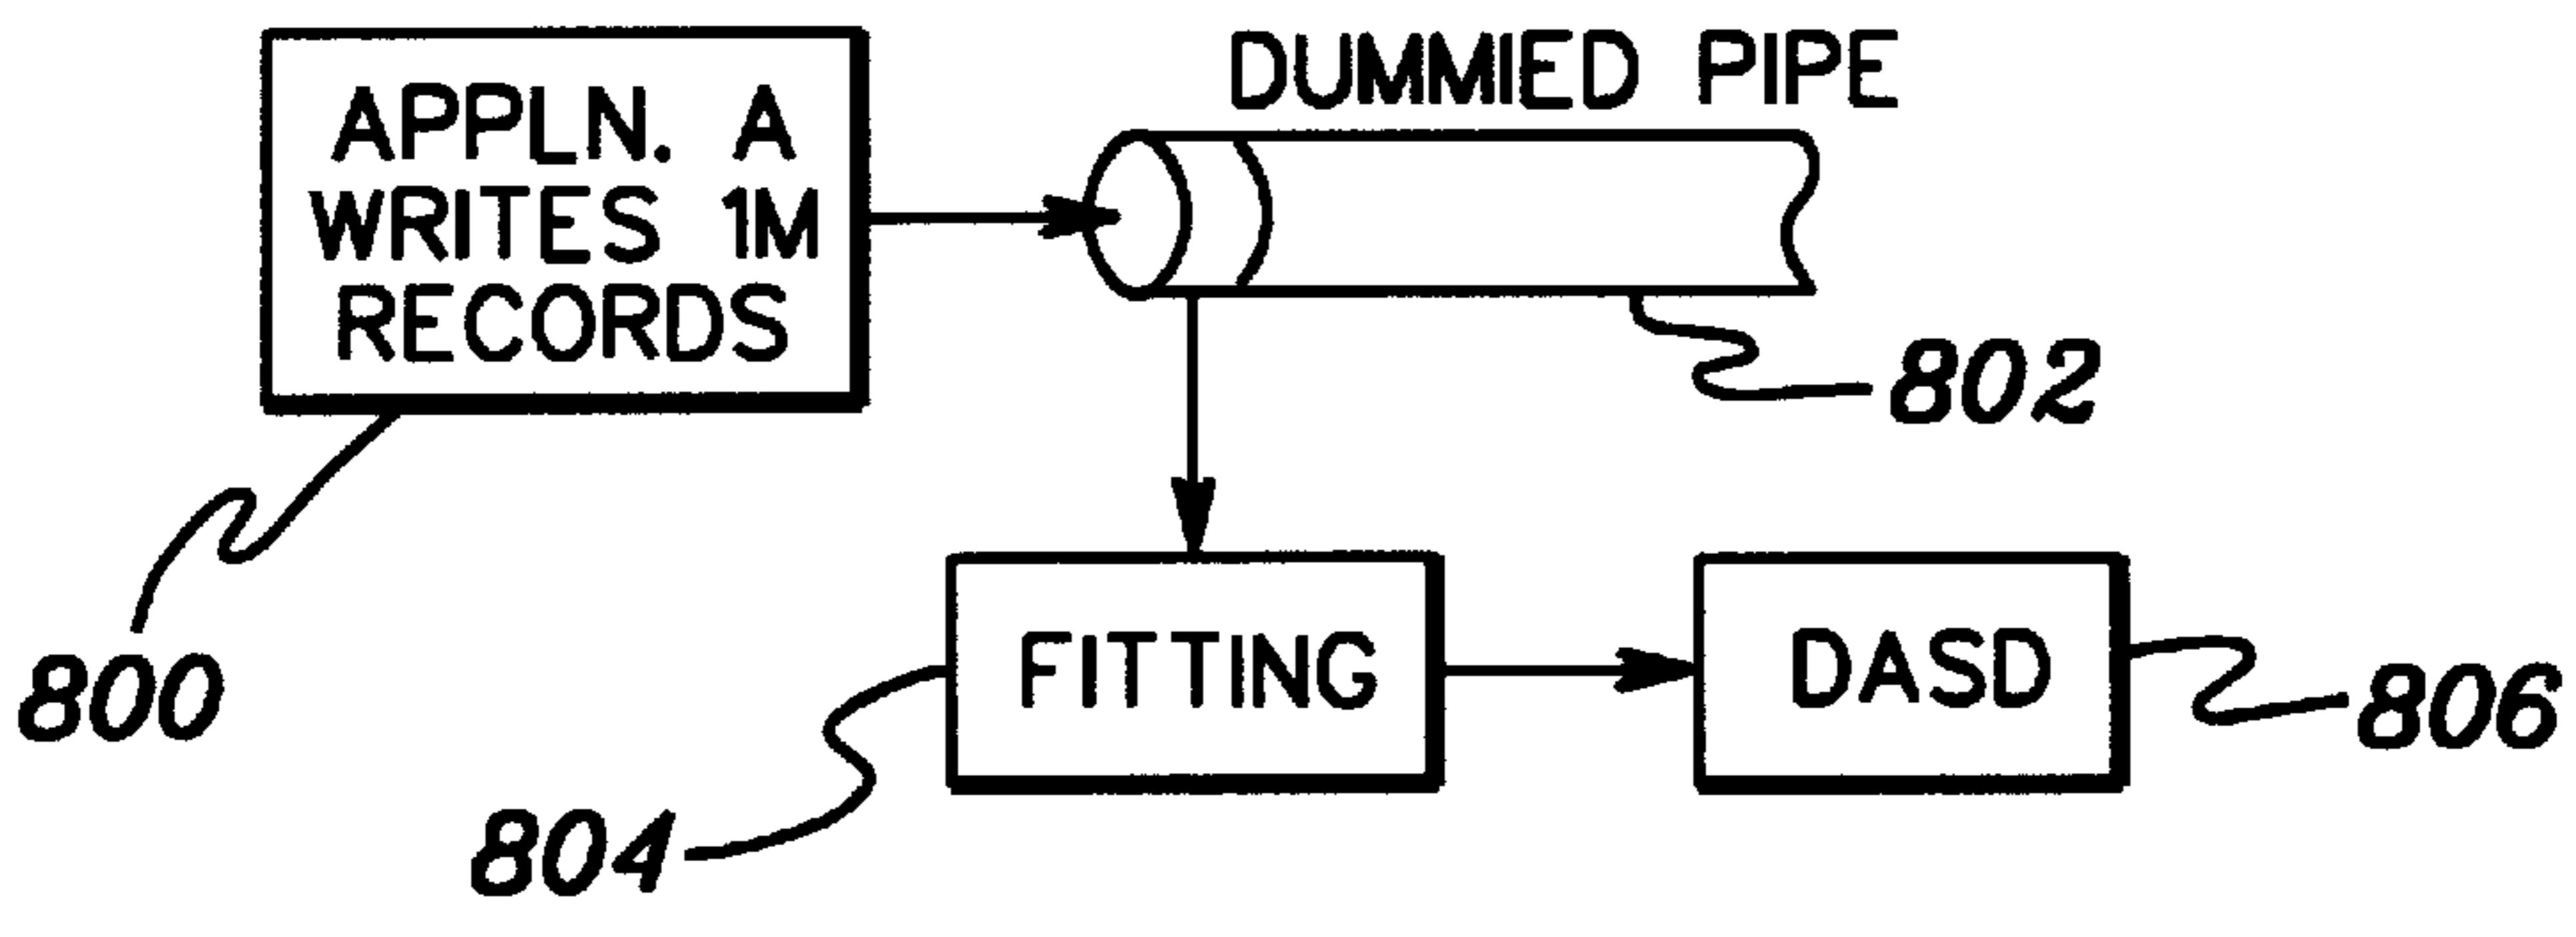 APPLN. A
WRITES 1M
RECORDS
DUMMIED PIPE
802
800
FITTING
DASD
804
806